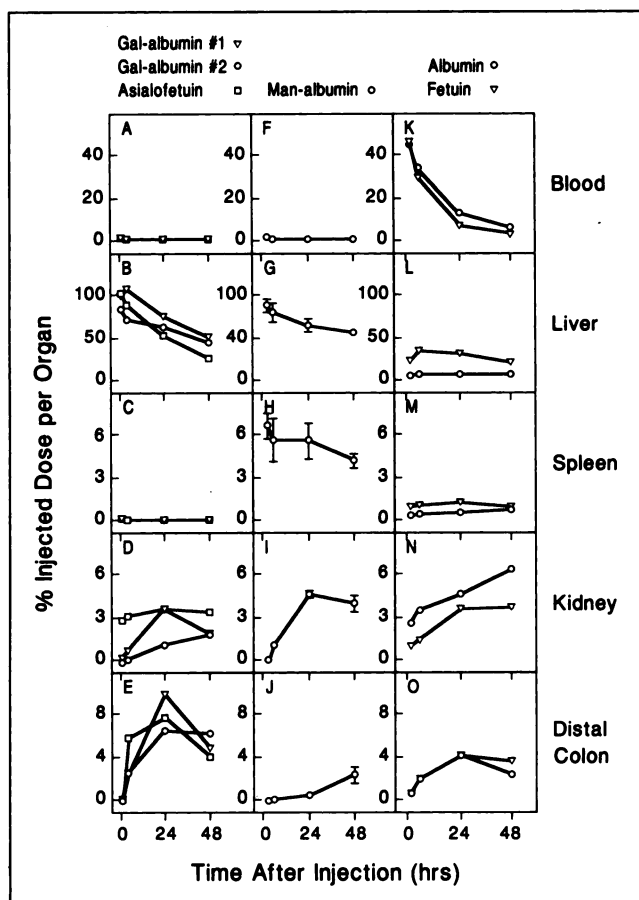 Gal-albumin #1 ▽
Gal-albumin #2 ○
Asialofetuin □
Man-albumin ○
Albumin ○
Fetuin ▽
% Injected Dose per Organ
A
F
K
40
20
0
40
20
0
40
20
0
Blood
B
G
L
100
50
0
100
50
0
100
50
0
Liver
C
H
M
6
3
0
6
3
0
6
3
0
Spleen
D
I
N
6
3
0
6
3
0
6
3
0
Kidney
E
J
O
8
4
0
8
4
0
8
4
0
Distal
Colon
0 24 48 0 24 48 0 24 48
Time After Injection (hrs)